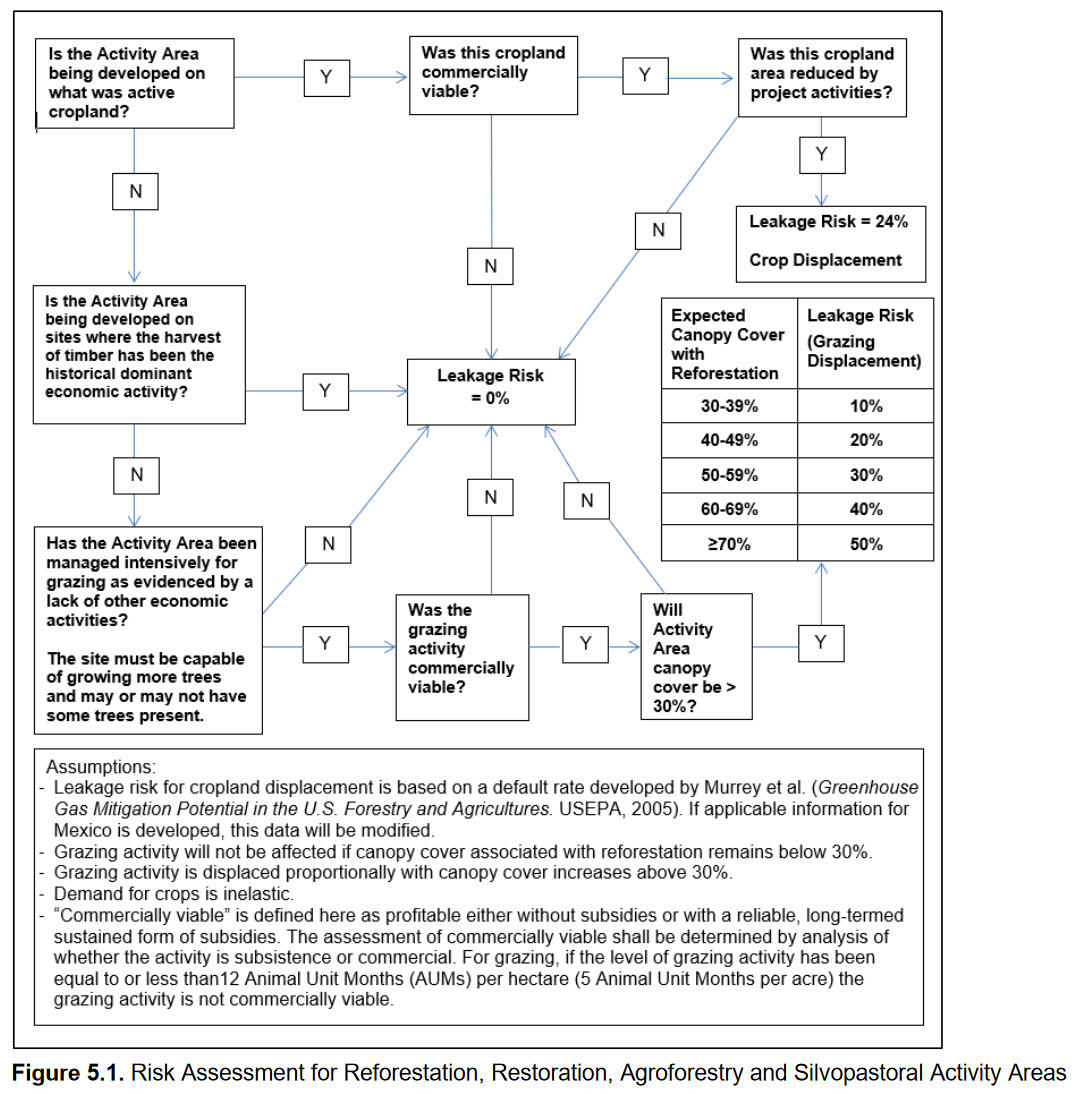 Is the Activity Area
being developed on
what was active
cropland?
Y
Was this cropland
commercially
viable?
Y
Was this cropland
area reduced by
project activities?
N
N
N
Y
Leakage Risk = 24%
Crop Displacement
Is the Activity Area
being developed on
sites where the harvest
of timber has been the
historical dominant
economic activity?
Y
Leakage Risk
= 0%
Expected
Canopy Cover
with
Reforestation
Leakage Risk
(Grazing
Displacement)
30-39%
10%
40-49%
20%
50-59%
30%
60-69%
40%
≥70%
50%
N
N
N
N
Has the Activity Area been
managed intensively for
grazing as evidenced by a
lack of other economic
activities?
The site must be capable
of growing more trees
and may or may not have
some trees present.
Y
Was the
grazing
activity
commercially
viable?
Y
Will
Activity
Area
canopy
cover be >
30%?
Y
Assumptions:
- Leakage risk for cropland displacement is based on a default rate developed by Murrey et al. (Greenhouse
Gas Mitigation Potential in the U.S. Forestry and Agricultures. USEPA, 2005). If applicable information for
Mexico is developed, this data will be modified.
- Grazing activity will not be affected if canopy cover associated with reforestation remains below 30%.
- Grazing activity is displaced proportionally with canopy cover increases above 30%.
- Demand for crops is inelastic.
- “Commercially viable” is defined here as profitable either without subsidies or with a reliable, long-termed
sustained form of subsidies. The assessment of commercially viable shall be determined by analysis of
whether the activity is subsistence or commercial. For grazing, if the level of grazing activity has been
equal to or less than12 Animal Unit Months (AUMs) per hectare (5 Animal Unit Months per acre) the
grazing activity is not commercially viable.
Figure 5.1. Risk Assessment for Reforestation, Restoration, Agroforestry and Silvopastoral Activity Areas